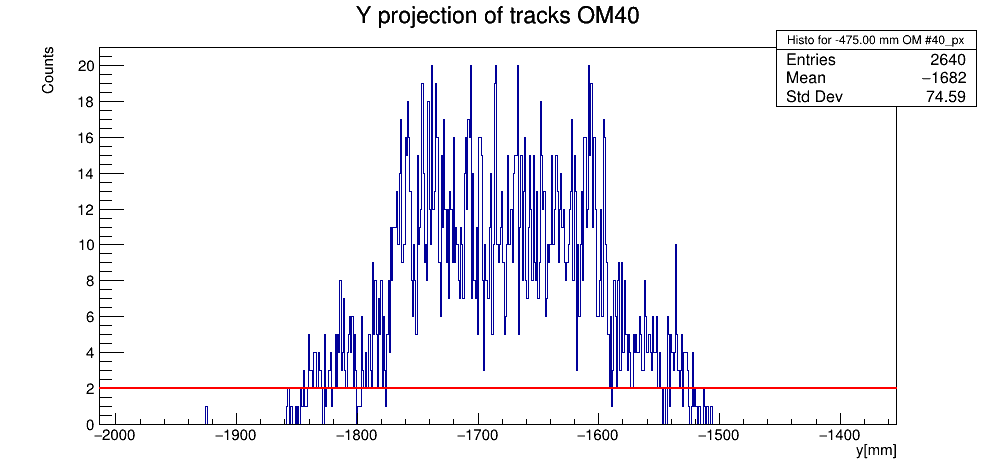 Y projection of tracks OM40
Histo for -475.00 mm OM #40_px
Entries 2640
Mean −1682
Std Dev 74.59
Counts
20
18
16
14
12
10
8
6
4
2
0
−2000 −1900 −1800 −1700 −1600 −1500 −1400
y[mm]